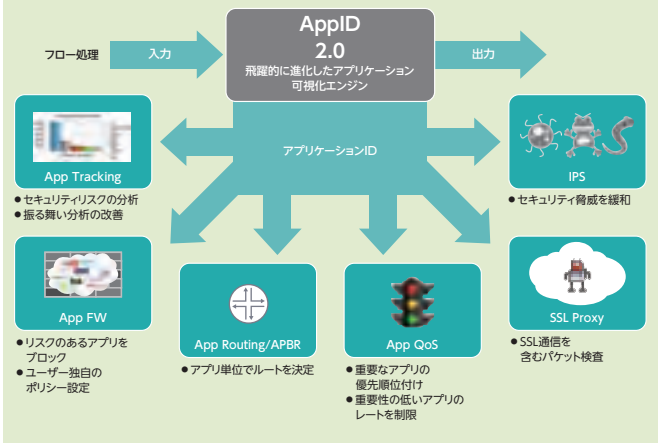 AppID
2.0
飛躍的に進化したアプリケーション
可視化エンジン
フロー処理
入力
出力
アプリケーションID
App Tracking
●セキュリティリスクの分析
●振る舞い分析の改善
IPS
●セキュリティ脅威を緩和
App FW
●リスクのあるアプリを
ブロック
●ユーザー独自の
ポリシー設定
App Routing/APBR
●アプリ単位でルートを決定
App QoS
●重要なアプリの
優先順位付け
●重要性の低いアプリの
レートを制限
SSL Proxy
●SSL通信を
含むパケット検査